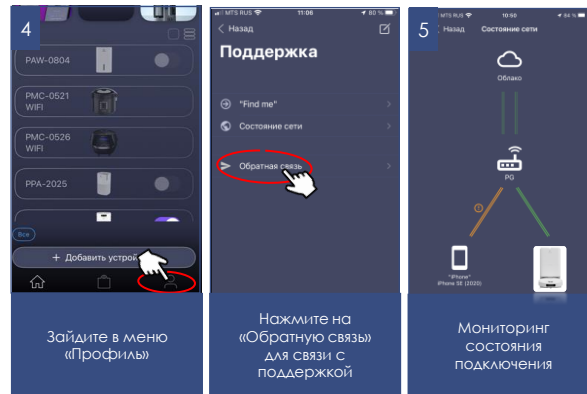 4
PAW-0804
PMC-0521
WIFI
PMC-0526
WIFI
PPA-2025
Все
+ Добавить устрой
Зайдите в меню
«Профиль»
MTS RUS 11:06 80 %
Назад
Поддержка
"Find me"
Состояние сети
Обратная связь
Нажмите на
«Обратную связь»
для связи с
поддержкой
5
MTS RUS 10:50 79 %
Назад Состояние сети
Облако
PG
"iPhone"
iPhone SE (2020)
Мониторинг
состояния
подключения